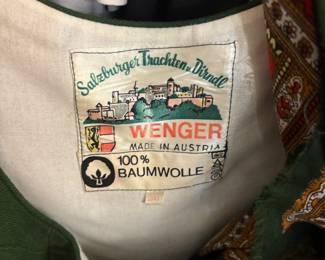 Salzburger Trachten u. Dirndl
WENGER
MADE IN AUSTRIA
100%
BAUMWOLLE